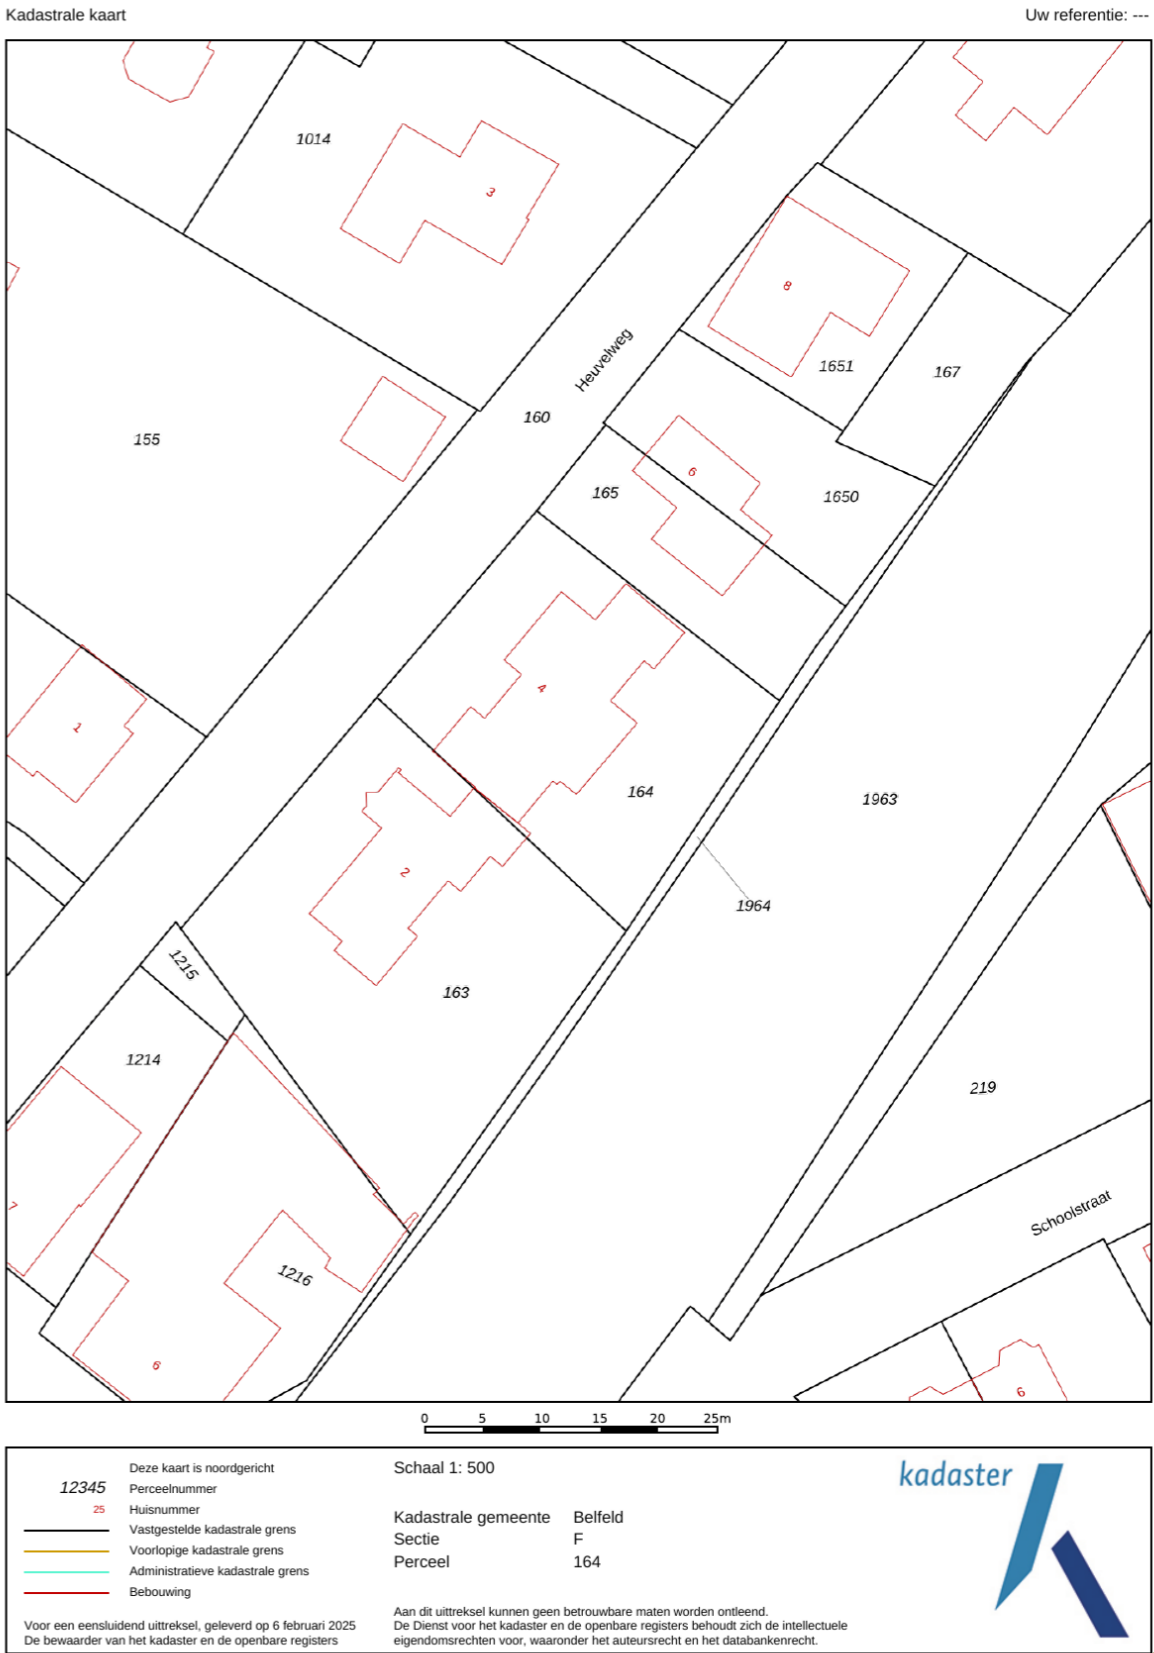 Kadastrale kaart
Uw referentie: ---
1014
3
8
Heuvelweg
1651
167
160
155
6
165
1650
4
1
164
1963
2
1964
1215
163
1214
219
7
Schoolstraat
1216
6
6
0 5 10 15 20 25m
Deze kaart is noordgericht
12345 Perceelnummer
25 Huisnummer
Vastgestelde kadastrale grens
Voorlopige kadastrale grens
Administratieve kadastrale grens
Bebouwing
Voor een eensluidend uittreksel, geleverd op 6 februari 2025
De bewaarder van het kadaster en de openbare registers
Schaal 1: 500
Kadastrale gemeente Belfeld
Sectie F
Perceel 164
Aan dit uittreksel kunnen geen betrouwbare maten worden ontleend.
De Dienst voor het kadaster en de openbare registers behoudt zich de intellectuele
eigendomsrechten voor, waaronder het auteursrecht en het databankenrecht.
kadaster